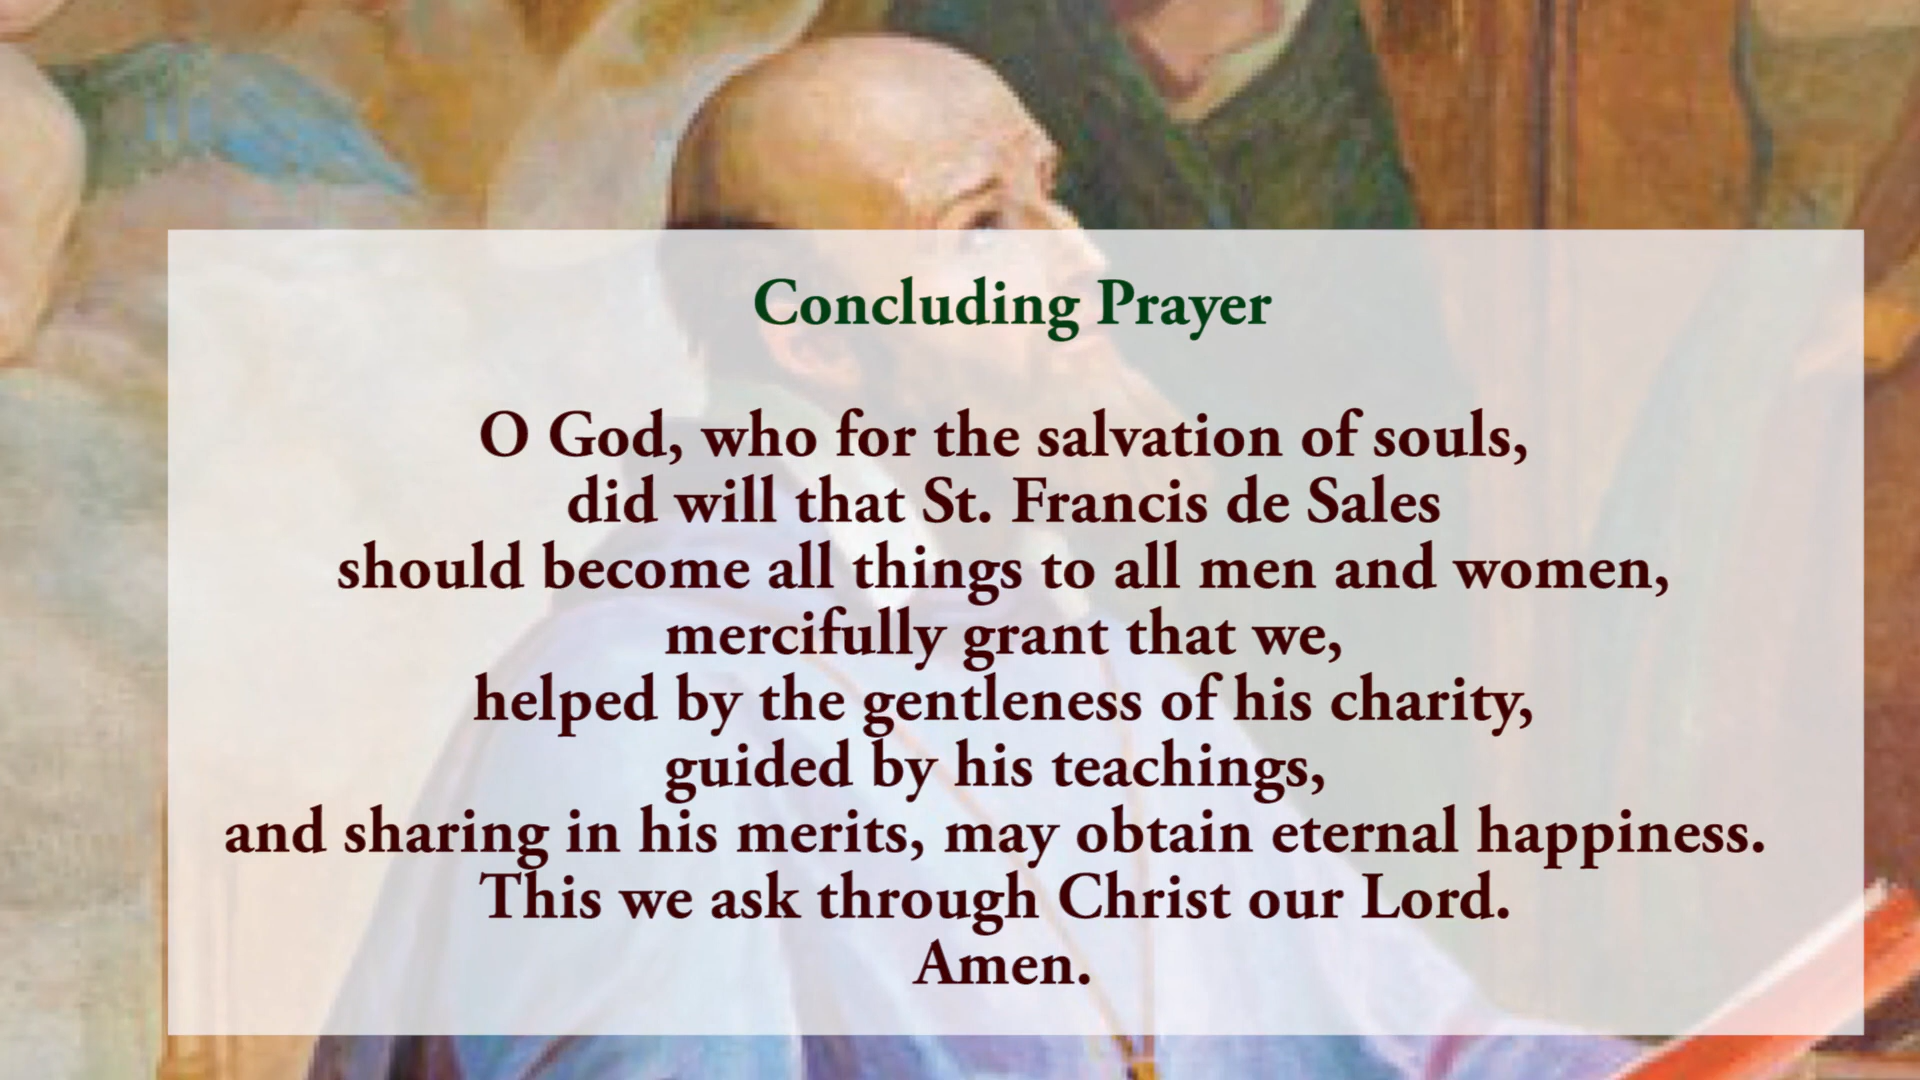 Concluding Prayer
O God, who for the salvation of souls,
did will that St. Francis de Sales
should become all things to all men and women,
mercifully grant that we,
helped by the gentleness of his charity,
guided by his teachings,
and sharing in his merits, may obtain eternal happiness.
This we ask through Christ our Lord.
Amen.